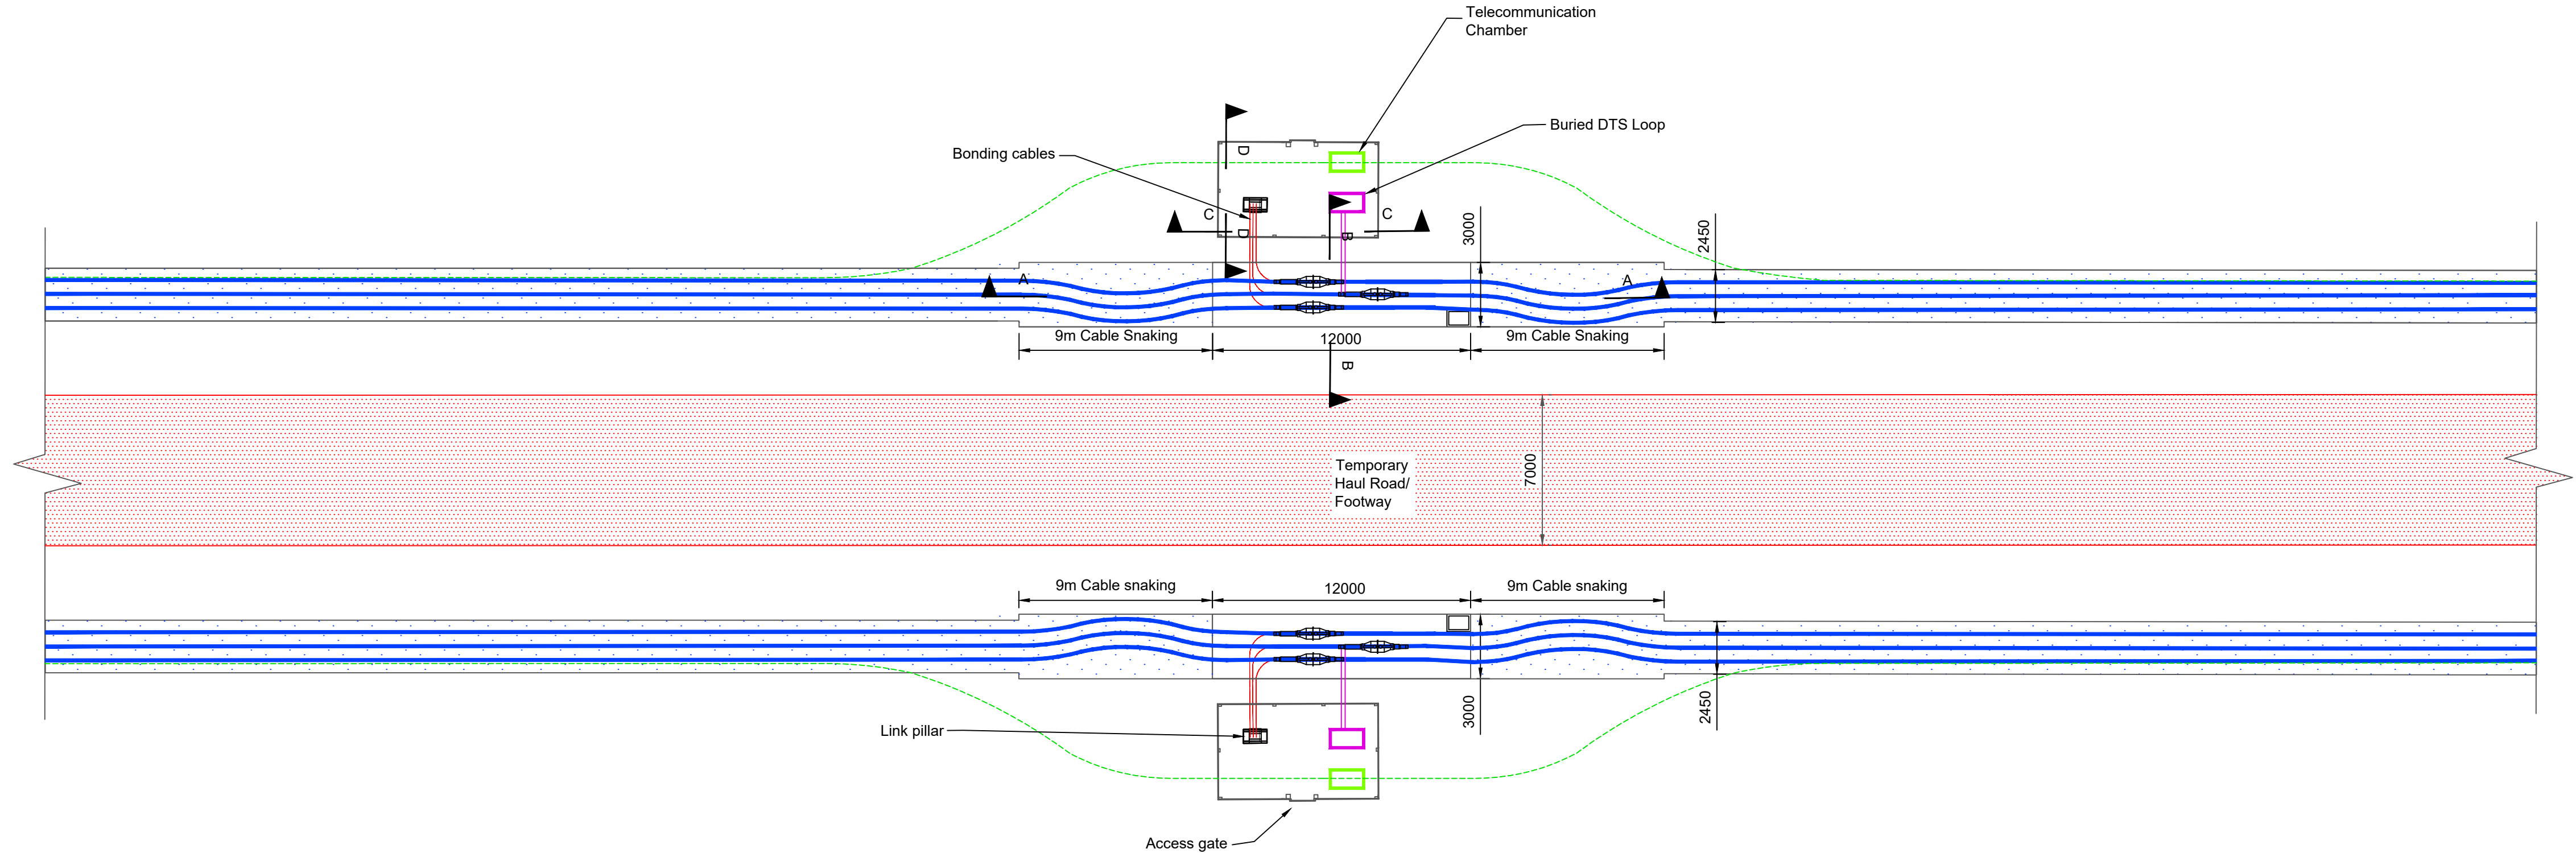 Telecommunication
Chamber
Buried DTS Loop
Bonding cables
D
C
C
D
B
3000
2450
A
A
9m Cable Snaking
12000
9m Cable Snaking
B
Temporary
Haul Road/
Footway
7000
9m Cable snaking
12000
9m Cable snaking
3000
2450
Link pillar
Access gate